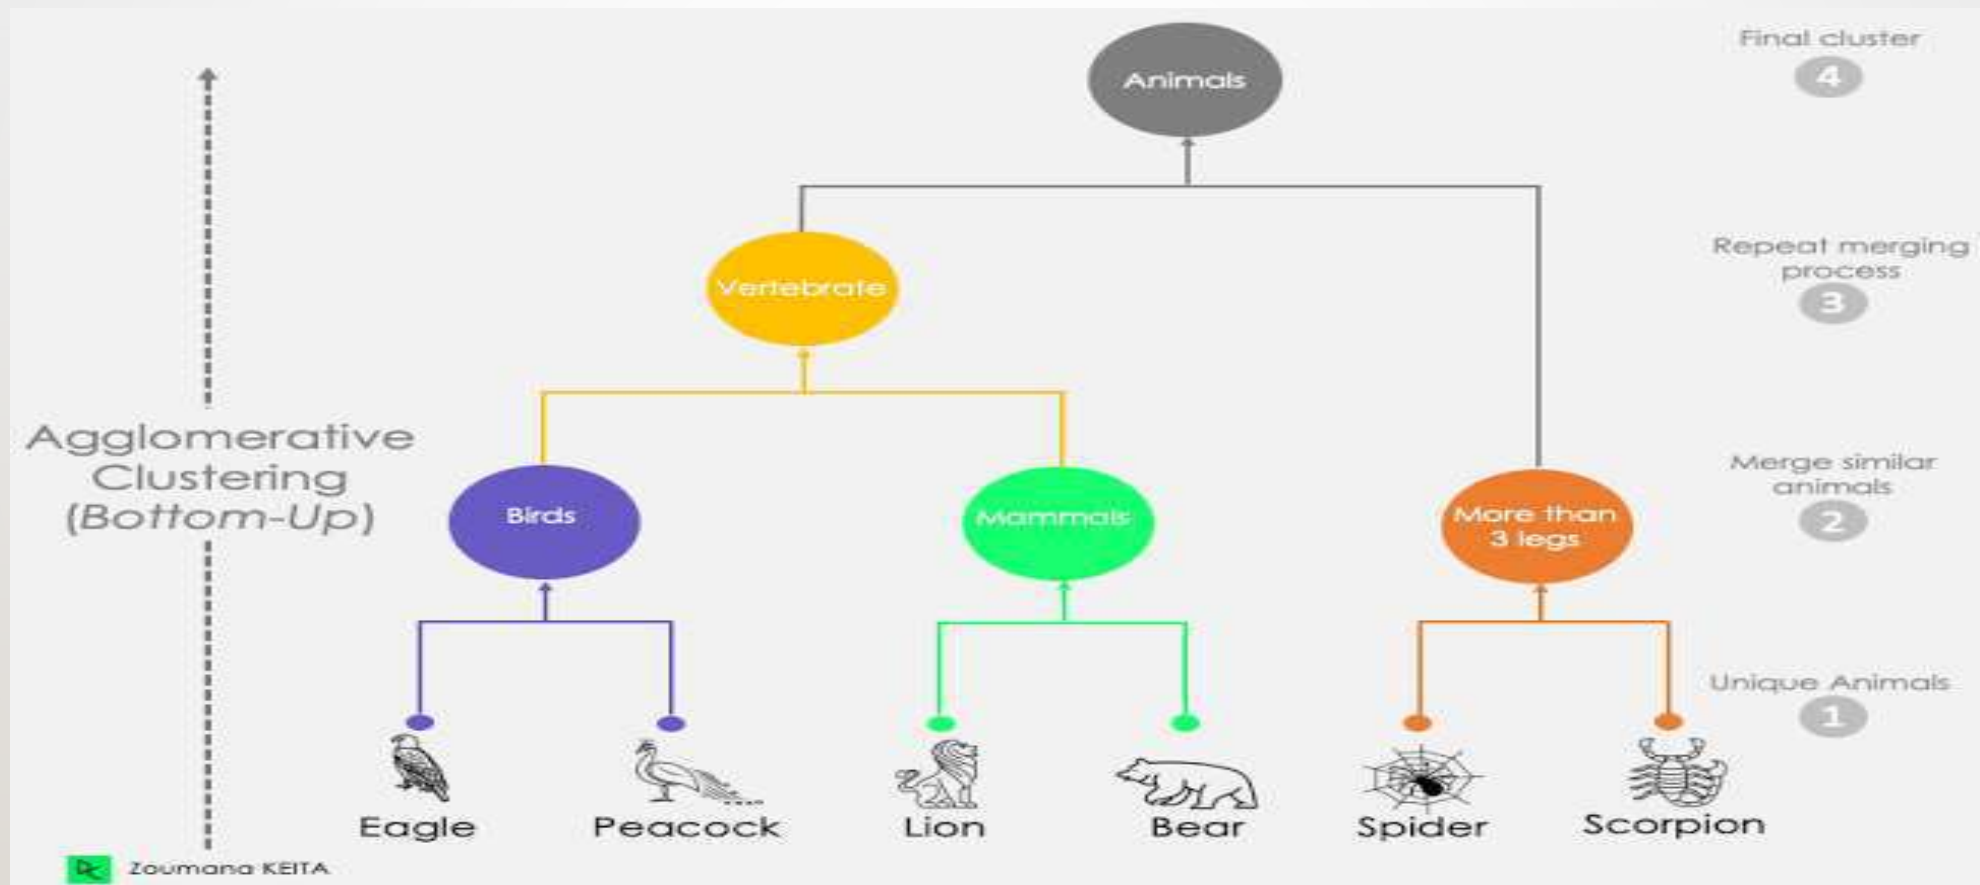 Animals
Final cluster
4
Vertebrate
Repeat merging
process
3
Agglomerative
Clustering
(Bottom-Up)
Birds
Mammals
More than
3 legs
Merge similar
animals
2
Unique Animals
1
Eagle
Peacock
Lion
Bear
Spider
Scorpion
Zoumana KEITA